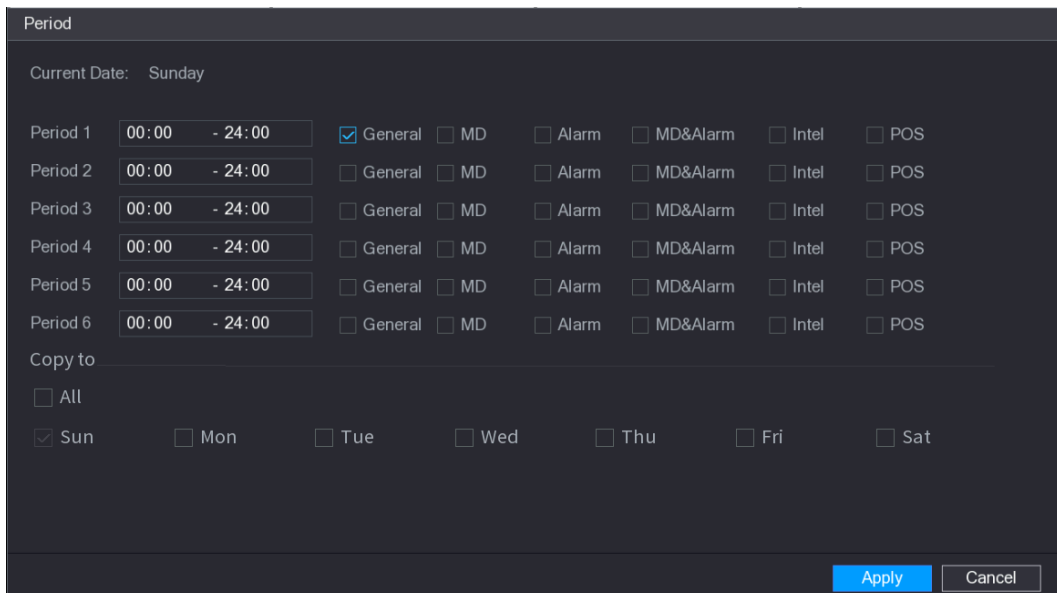 Period
Current Date: Sunday
Period 1 00:00 - 24:00 General MD Alarm MD&Alarm Intel POS
Period 2 00:00 - 24:00 General MD Alarm MD&Alarm Intel POS
Period 3 00:00 - 24:00 General MD Alarm MD&Alarm Intel POS
Period 4 00:00 - 24:00 General MD Alarm MD&Alarm Intel POS
Period 5 00:00 - 24:00 General MD Alarm MD&Alarm Intel POS
Period 6 00:00 - 24:00 General MD Alarm MD&Alarm Intel POS
Copy to
All
Sun Mon Tue Wed Thu Fri Sat
Apply Cancel